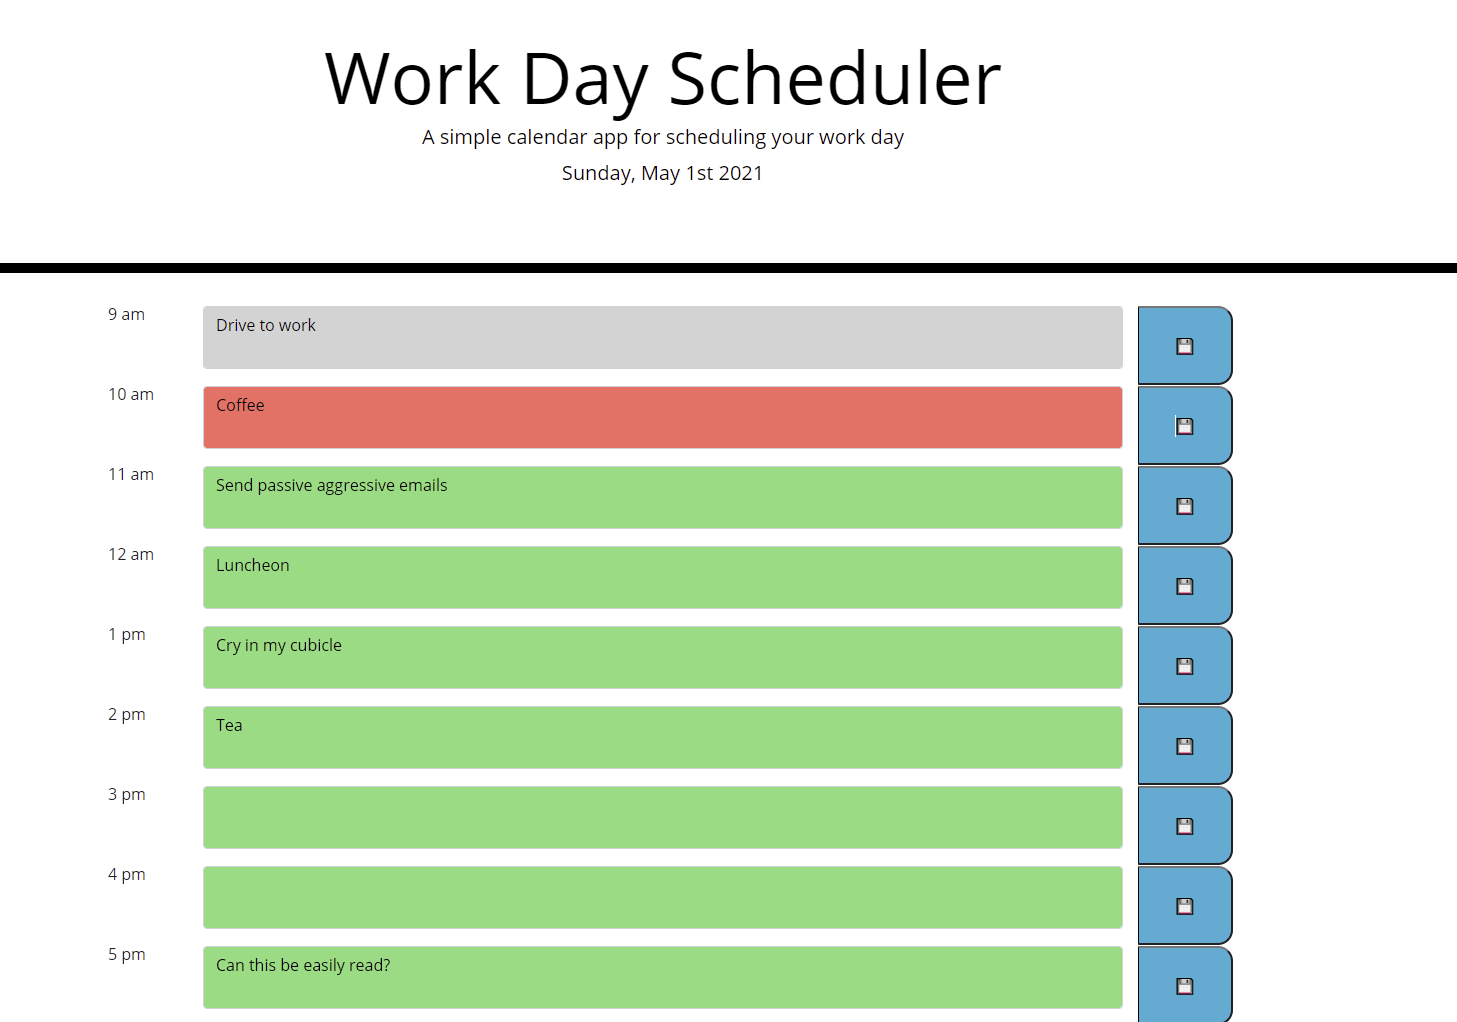 Work Day Scheduler
A simple calendar app for scheduling your work day
Sunday, May 1st 2021
9 am
Drive to work
10 am
Coffee
11 am
Send passive aggressive emails
12 am
Luncheon
1 pm
Cry in my cubicle
2 pm
Tea
3 pm
4 pm
5 pm
Can this be easily read?